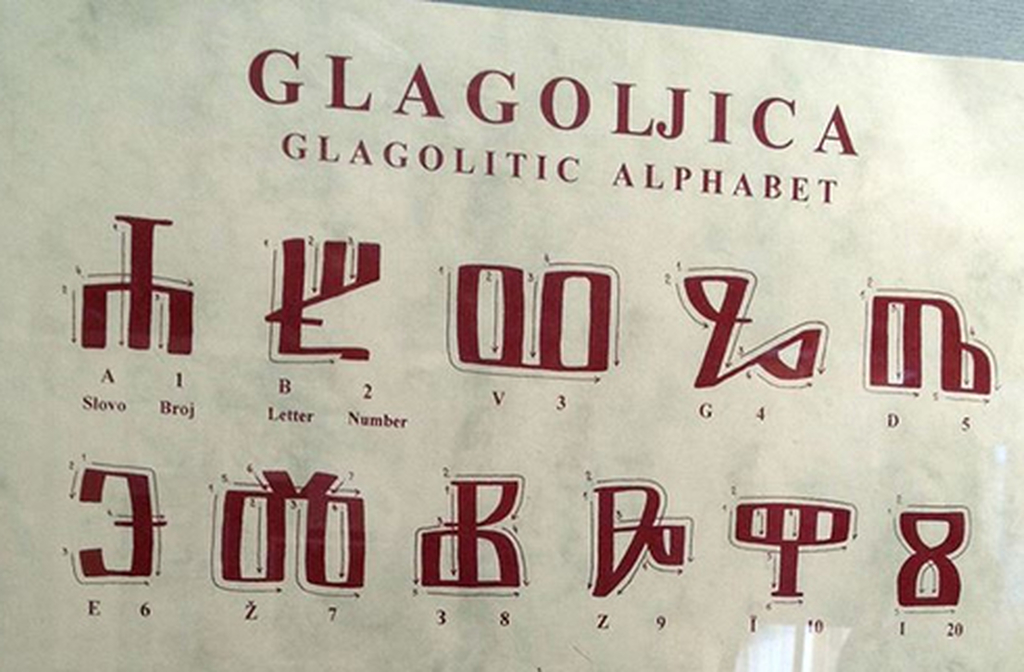 GLAGOLJICA
GLAGOLITIC ALPHABET
Ⰰ Ⰱ Ⰲ Ⰳ Ⰴ
A 1 B 2 V 3 G 4 D 5
Slovo Broj Letter Number
Ⰵ Ⰶ Ⰷ Ⰸ Ⰹ Ⰻ
E 6 Ž 7 3 8 Z 9 Ï 10 I 20